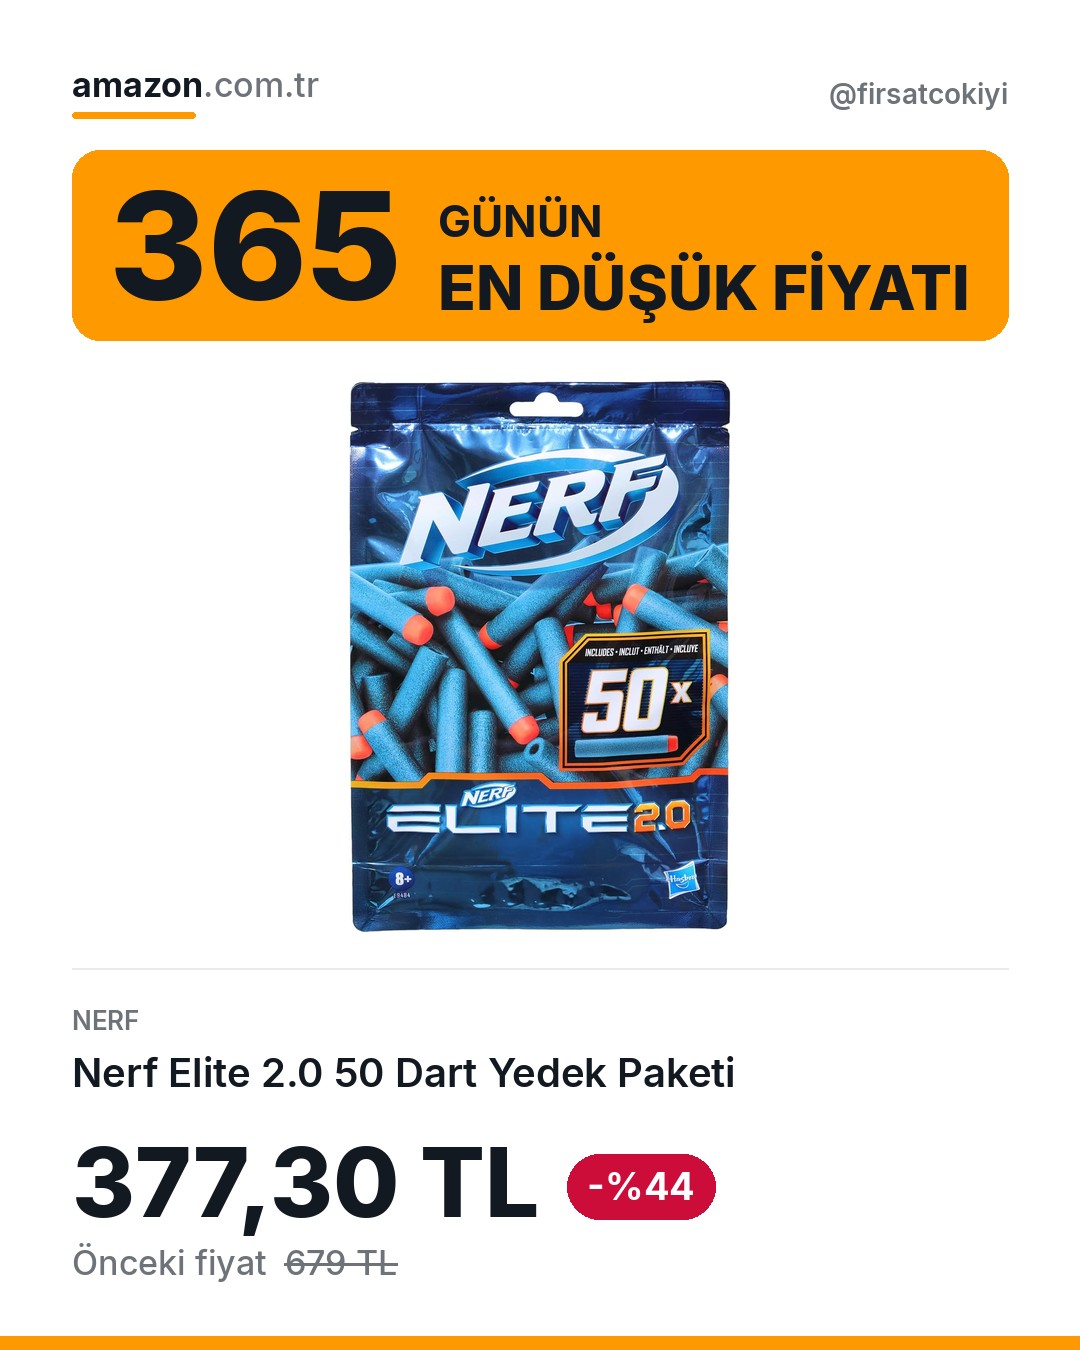 amazon.com.tr
@firsatcokiyi
365
GÜNÜN
EN DÜŞÜK FİYATI
NERF
INCLUDES • INCLUT • ENTHÄLT • INCLUYE
50x
NERF
ELITE 2.0
8+
Hasbro
NERF
Nerf Elite 2.0 50 Dart Yedek Paketi
377,30 TL
-%44
Önceki fiyat 679 TL